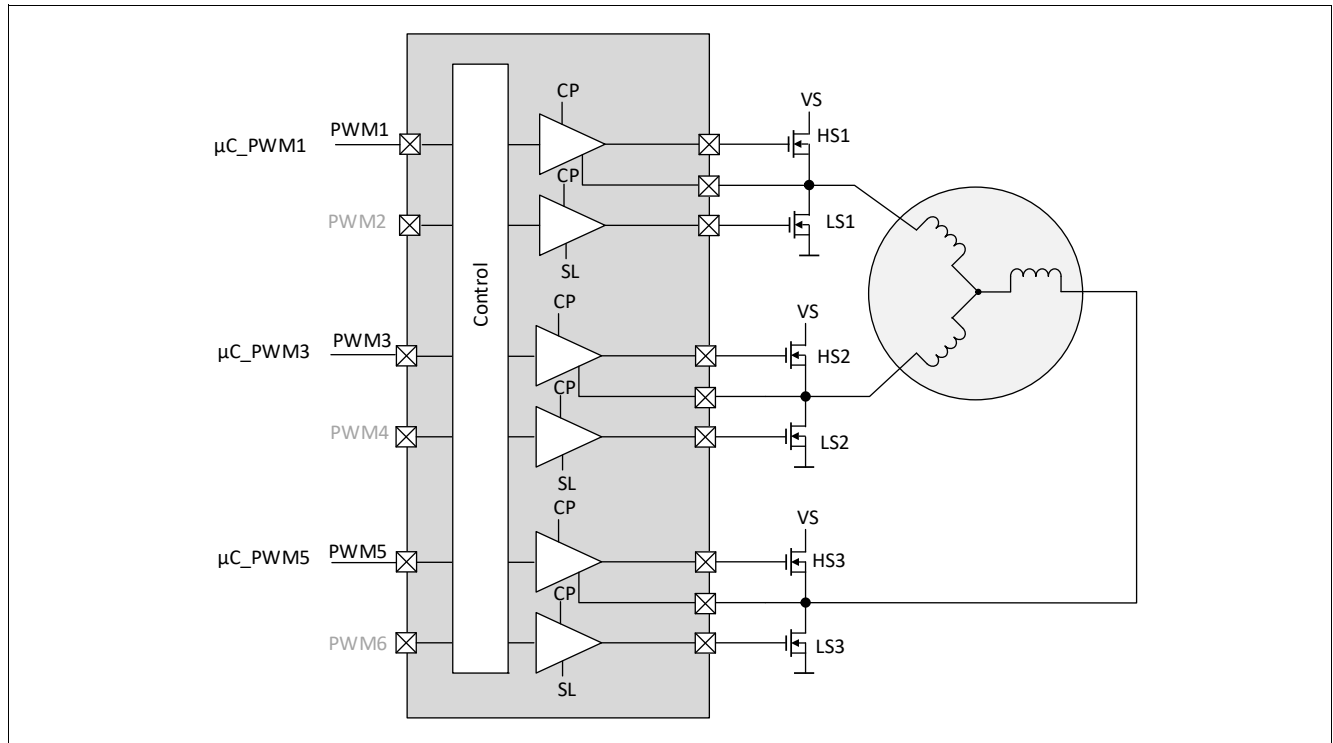 CP
VS
PWM1
HS1
µC_PWM1
CP
PWM2
LS1
SL
Control
CP
VS
PWM3
HS2
µC_PWM3
CP
PWM4
LS2
SL
CP
VS
PWM5
HS3
µC_PWM5
CP
PWM6
LS3
SL